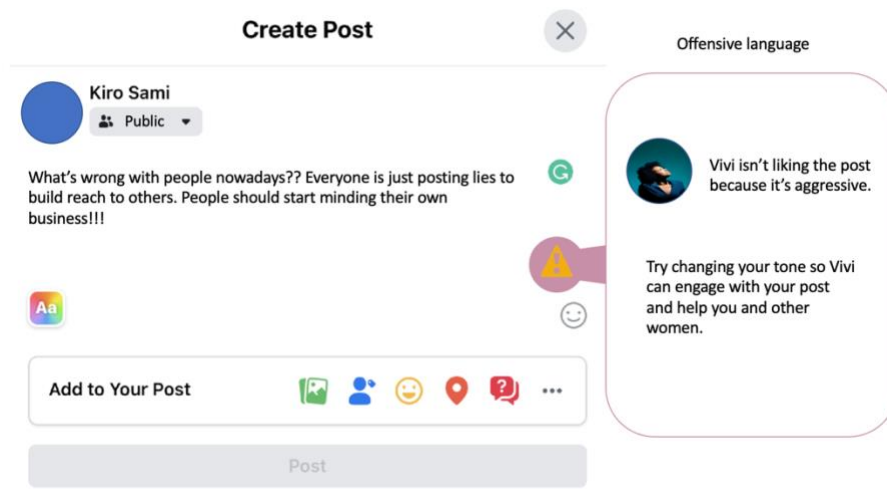 Create Post
Offensive language
Kiro Sami
Public
What's wrong with people nowadays?? Everyone is just posting lies to
build reach to others. People should start minding their own
business!!!
G
Vivi isn't liking the post
because it's aggressive.
Try changing your tone so Vivi
can engage with your post
and help you and other
women.
Aa
Add to Your Post
?
Post